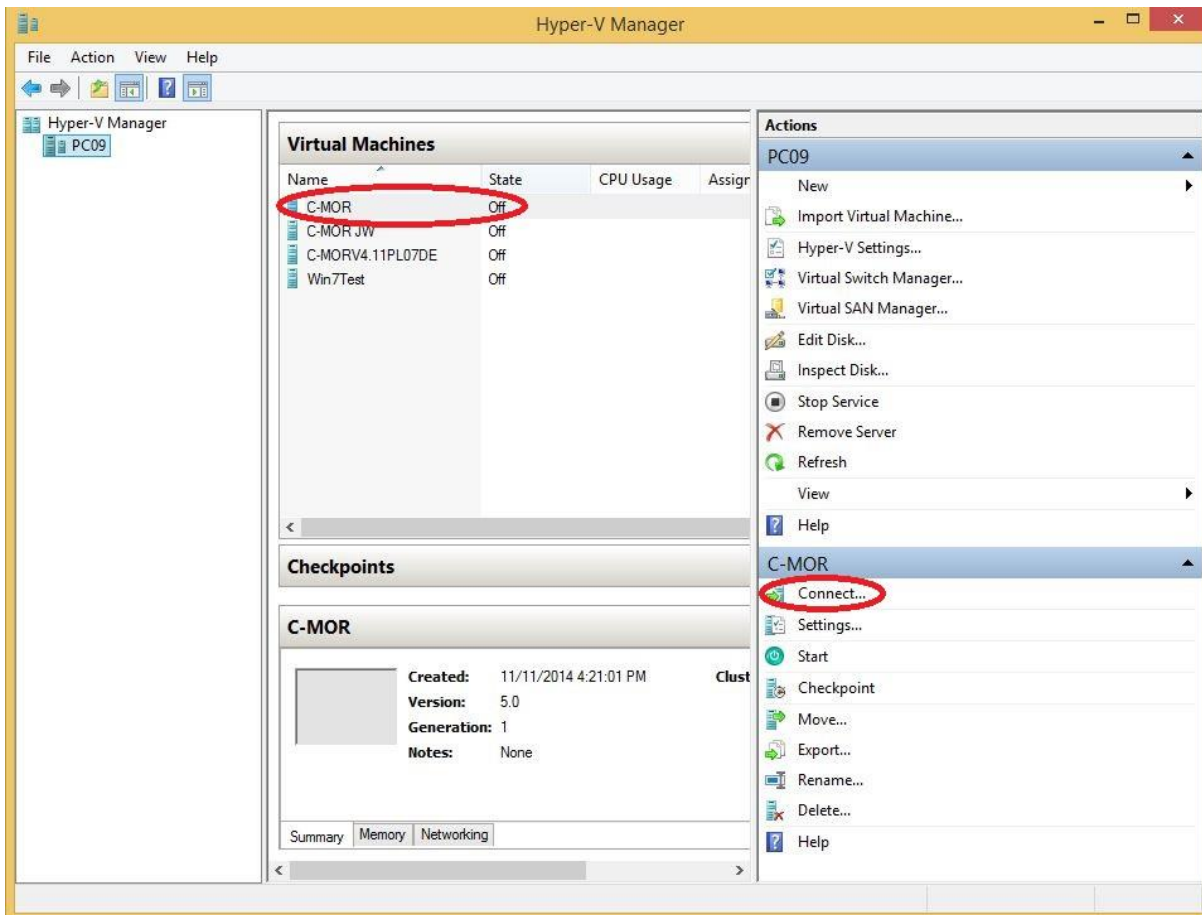 Hyper-V Manager
File Action View Help
Hyper-V Manager
PC09
Virtual Machines
Name State CPU Usage Assigr
C-MOR Off
C-MOR JW Off
C-MORV4.11PL07DE Off
Win7Test Off
Checkpoints
C-MOR
Created: 11/11/2014 4:21:01 PM Clust
Version: 5.0
Generation: 1
Notes: None
Summary Memory Networking
Actions
PC09
New
Import Virtual Machine...
Hyper-V Settings...
Virtual Switch Manager...
Virtual SAN Manager...
Edit Disk...
Inspect Disk...
Stop Service
Remove Server
Refresh
View
Help
C-MOR
Connect...
Settings...
Start
Checkpoint
Move...
Export...
Rename...
Delete...
Help